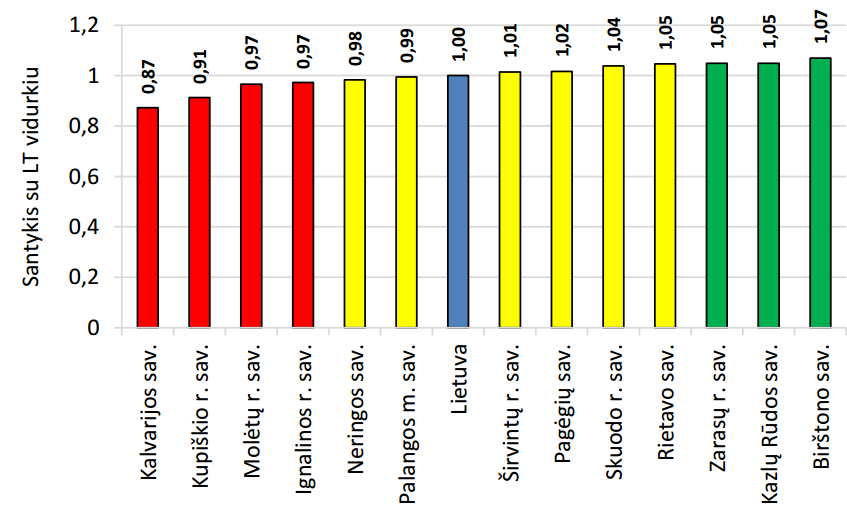 Santykis su LT vidurkiu
1,2
1
0,8
0,6
0,4
0,2
0
0,87
0,91
0,97
0,97
0,98
0,99
1,00
1,01
1,02
1,04
1,05
1,05
1,05
1,07
Kalvarijos sav.
Kupiškio r. sav.
Molėtų r. sav.
Ignalinos r. sav.
Neringos sav.
Palangos m. sav.
Lietuva
Širvintų r. sav.
Pagėgių sav.
Skuodo r. sav.
Rietavo sav.
Zarasų r. sav.
Kazlų Rūdos sav.
Birštono sav.